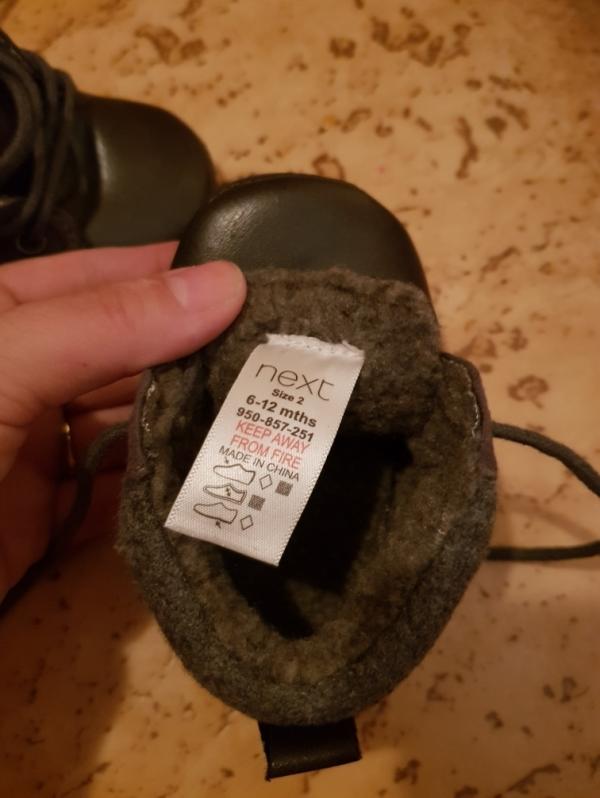 next
Size 2
6-12 mths
950-857-251
KEEP AWAY
FROM FIRE
MADE IN CHINA